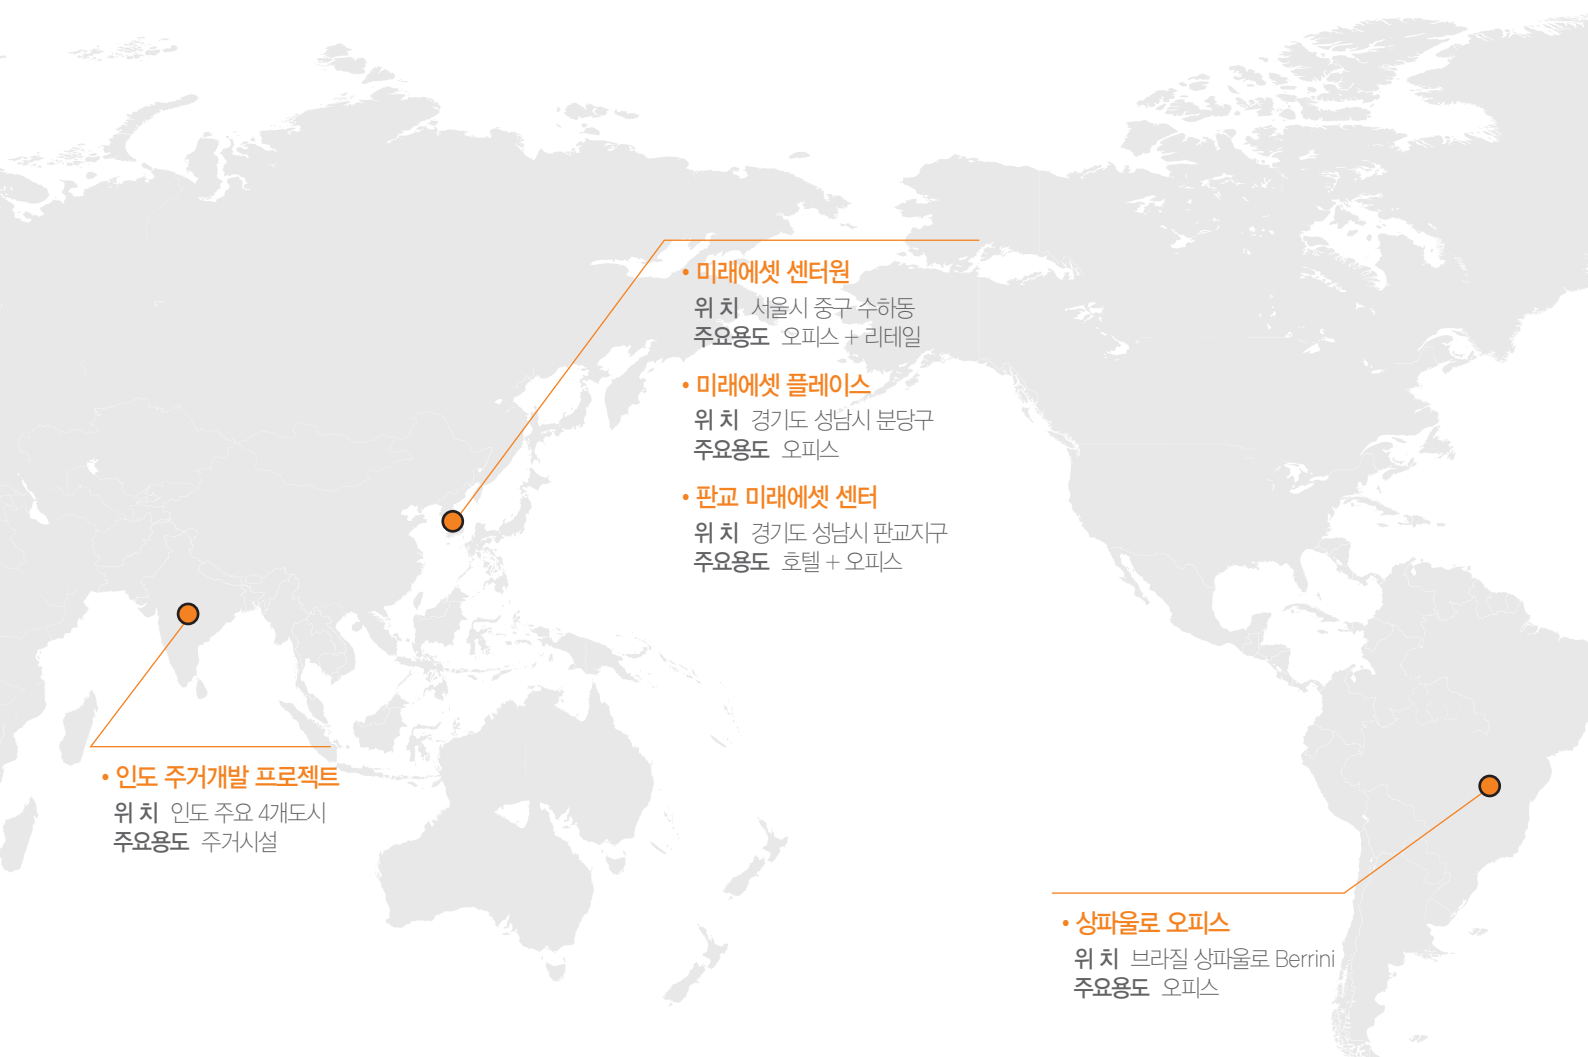 • 미래에셋 센터원
위 치 서울시 중구 수하동
주요용도 오피스 + 리테일
• 미래에셋 플레이스
위 치 경기도 성남시 분당구
주요용도 오피스
• 판교 미래에셋 센터
위 치 경기도 성남시 판교지구
주요용도 호텔 + 오피스
• 인도 주거개발 프로젝트
위 치 인도 주요 4개도시
주요용도 주거시설
• 상파울로 오피스
위 치 브라질 상파울로 Berrini
주요용도 오피스